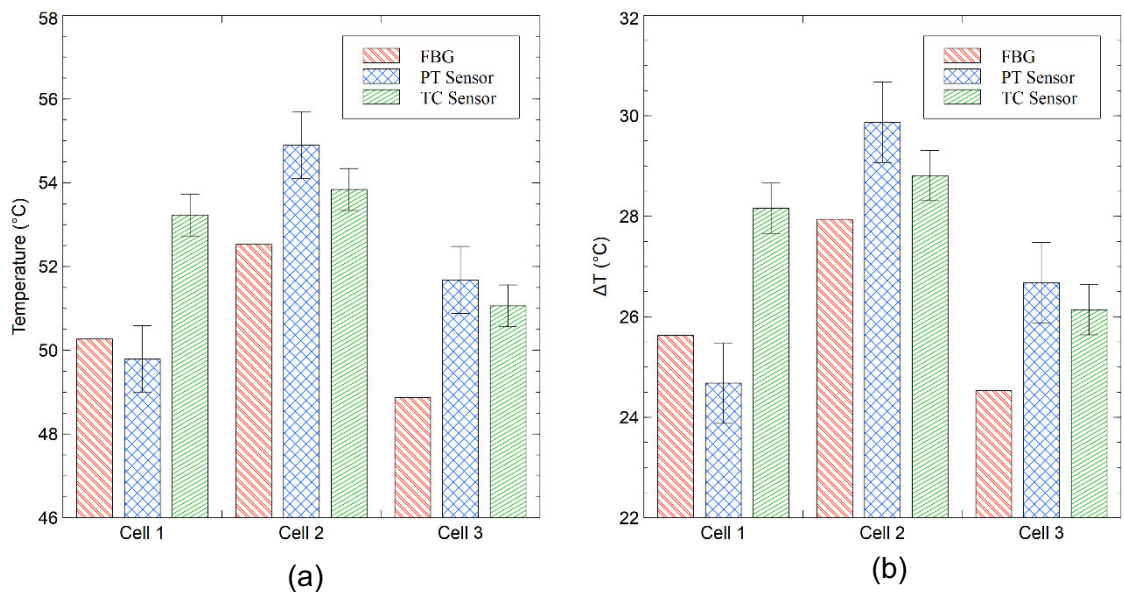 58
56
54
52
50
48
46
Temperature (°C)
FBG
PT Sensor
TC Sensor
Cell 1 Cell 2 Cell 3
(a)
32
30
28
26
24
22
ΔT (°C)
FBG
PT Sensor
TC Sensor
Cell 1 Cell 2 Cell 3
(b)